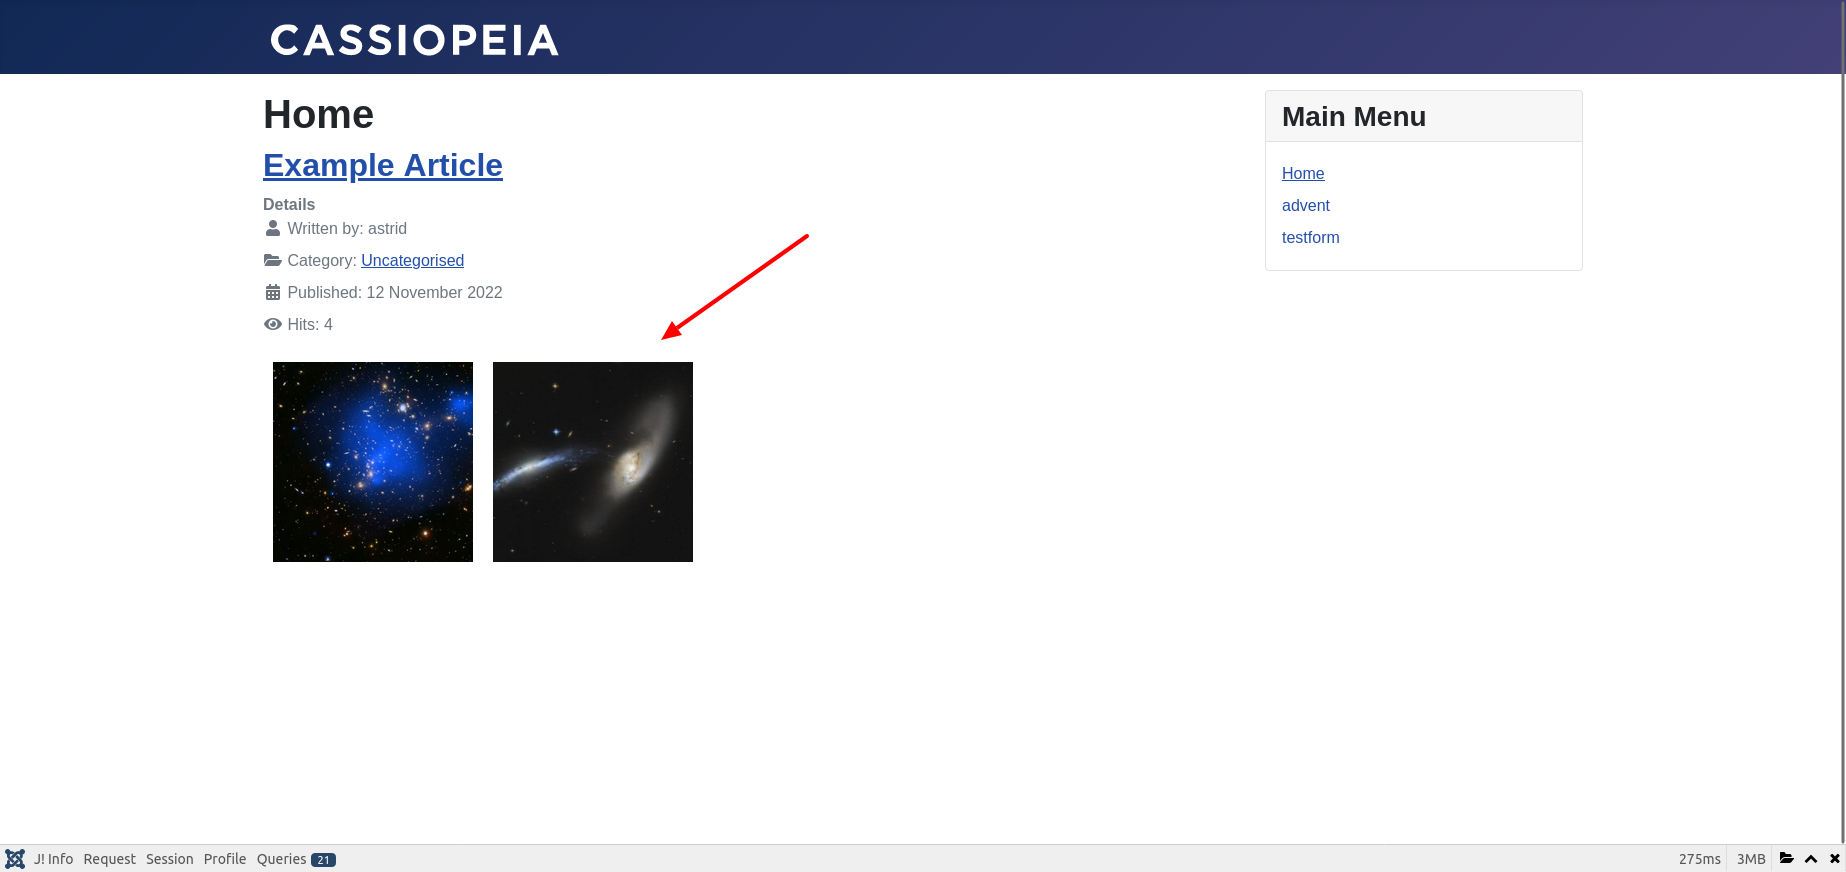 CASSIOPEIA
Home
Example Article
Details
Written by: astrid
Category: Uncategorised
Published: 12 November 2022
Hits: 4
Main Menu
Home
advent
testform
J! Info Request Session Profile Queries 21
275ms 3MB